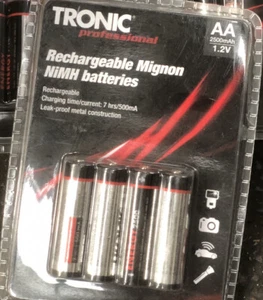 TRONIC
professional
AA
2500mAh
1.2V
Rechargeable Mignon
NiMH batteries
Rechargeable
Charging time/current: 7 hrs/500mA
Leak-proof metal construction